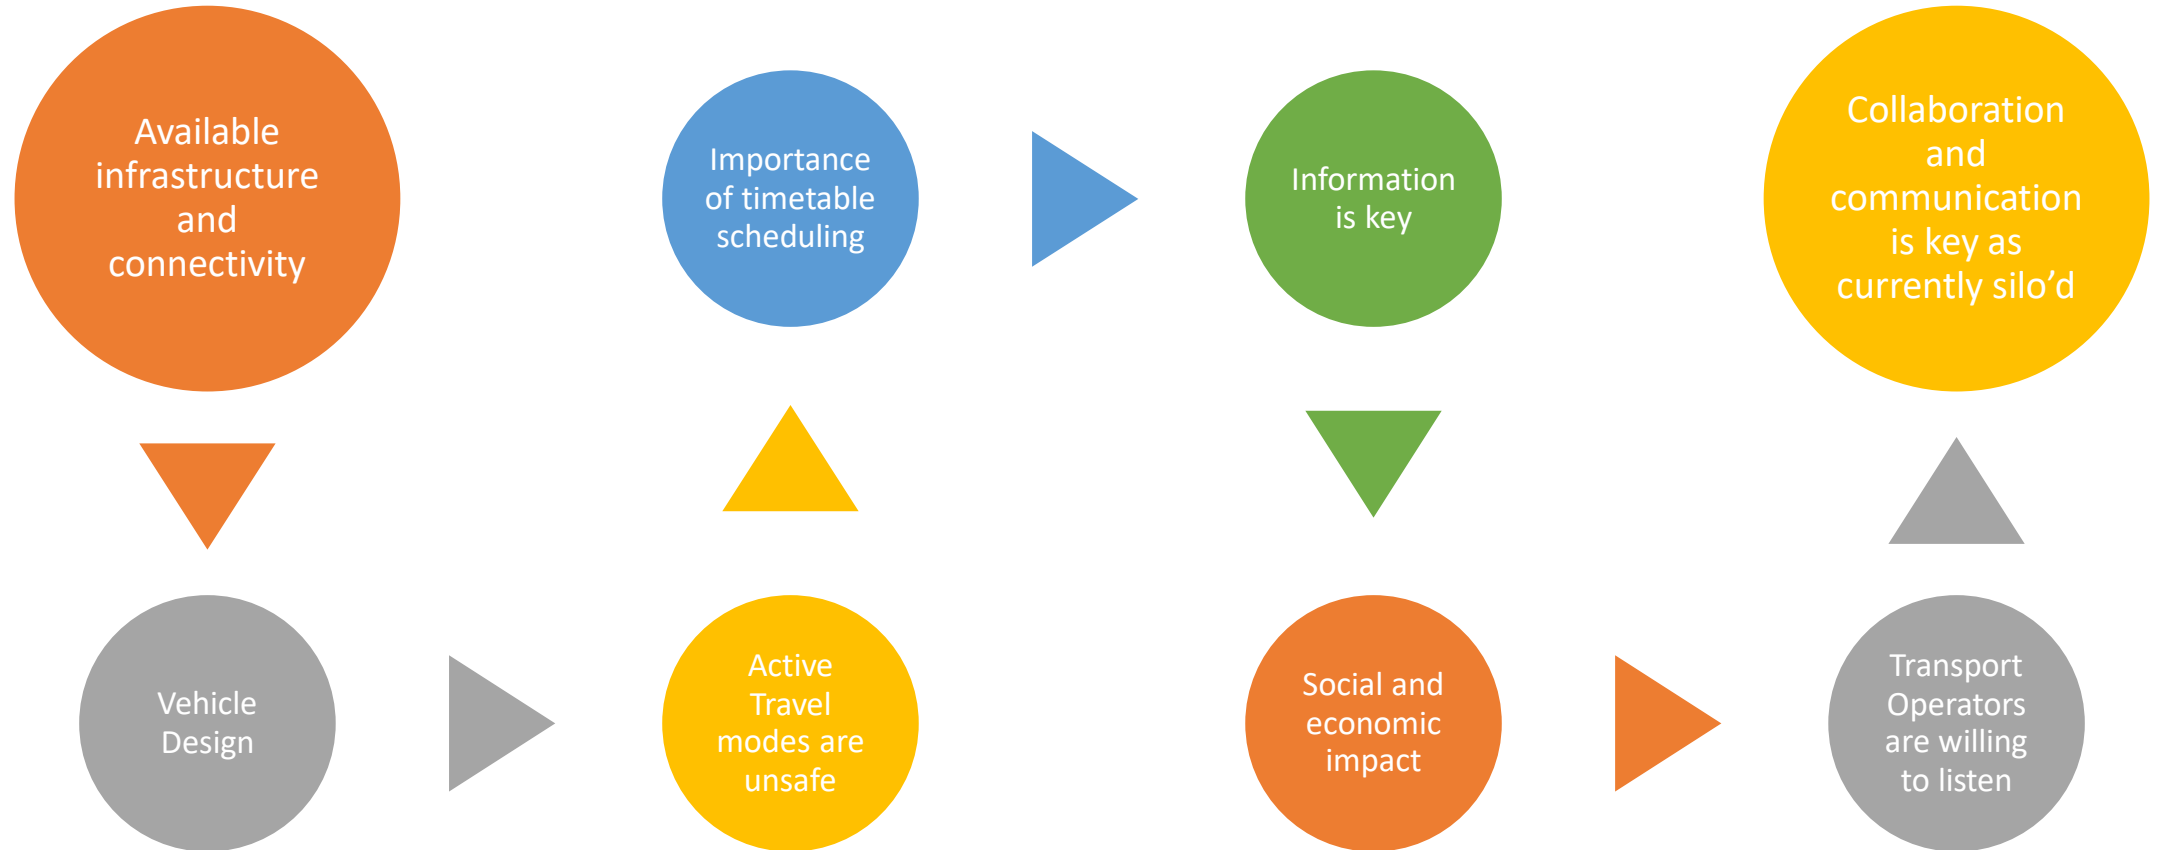 Available
infrastructure
and
connectivity
Vehicle
Design
Active
Travel
modes are
unsafe
Importance
of timetable
scheduling
Information
is key
Social and
economic
impact
Transport
Operators
are willing
to listen
Collaboration
and
communication
is key as
currently silo’d